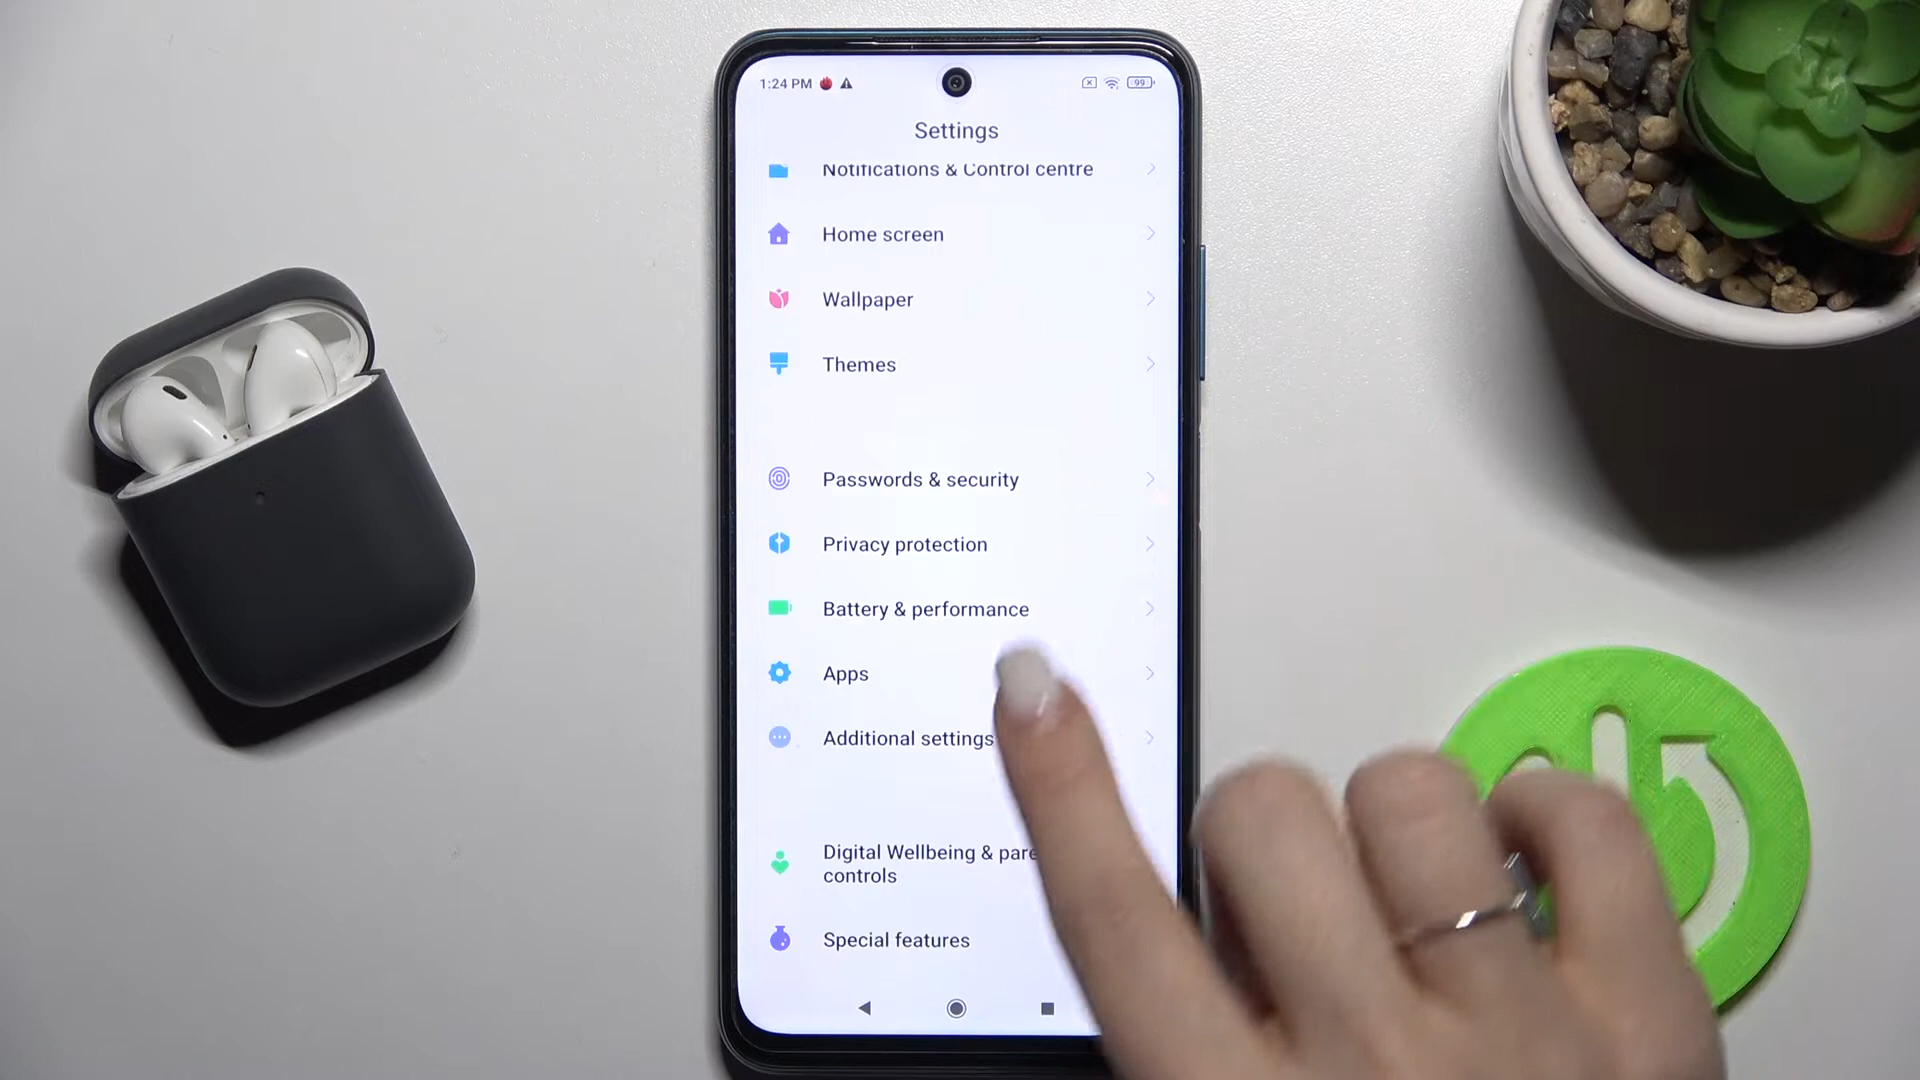 1:24 PM
99
Settings
Notifications & Control centre
Home screen
Wallpaper
Themes
Passwords & security
Privacy protection
Battery & performance
Apps
Additional settings
Digital Wellbeing &
controls
Special features